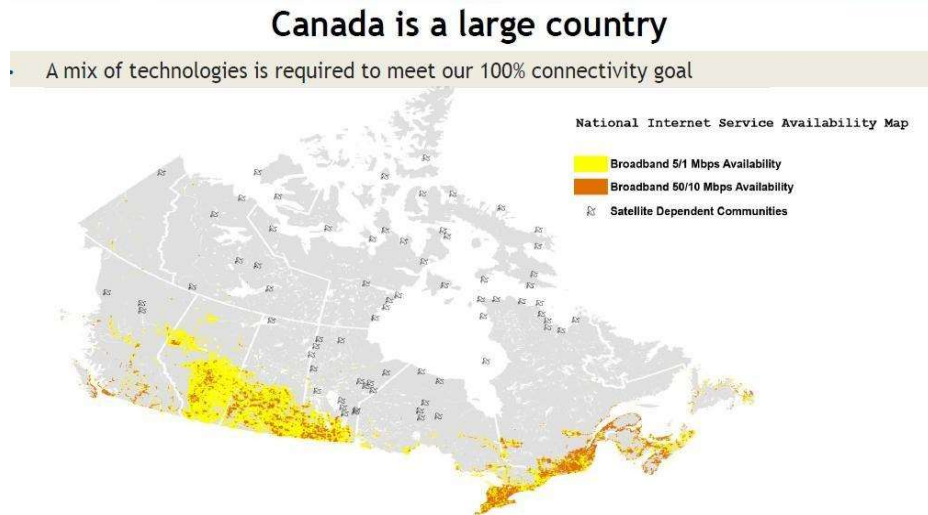 Canada is a large country
A mix of technologies is required to meet our 100% connectivity goal
National Internet Service Availability Map
Broadband 5/1 Mbps Availability
Broadband 50/10 Mbps Availability
Satellite Dependent Communities